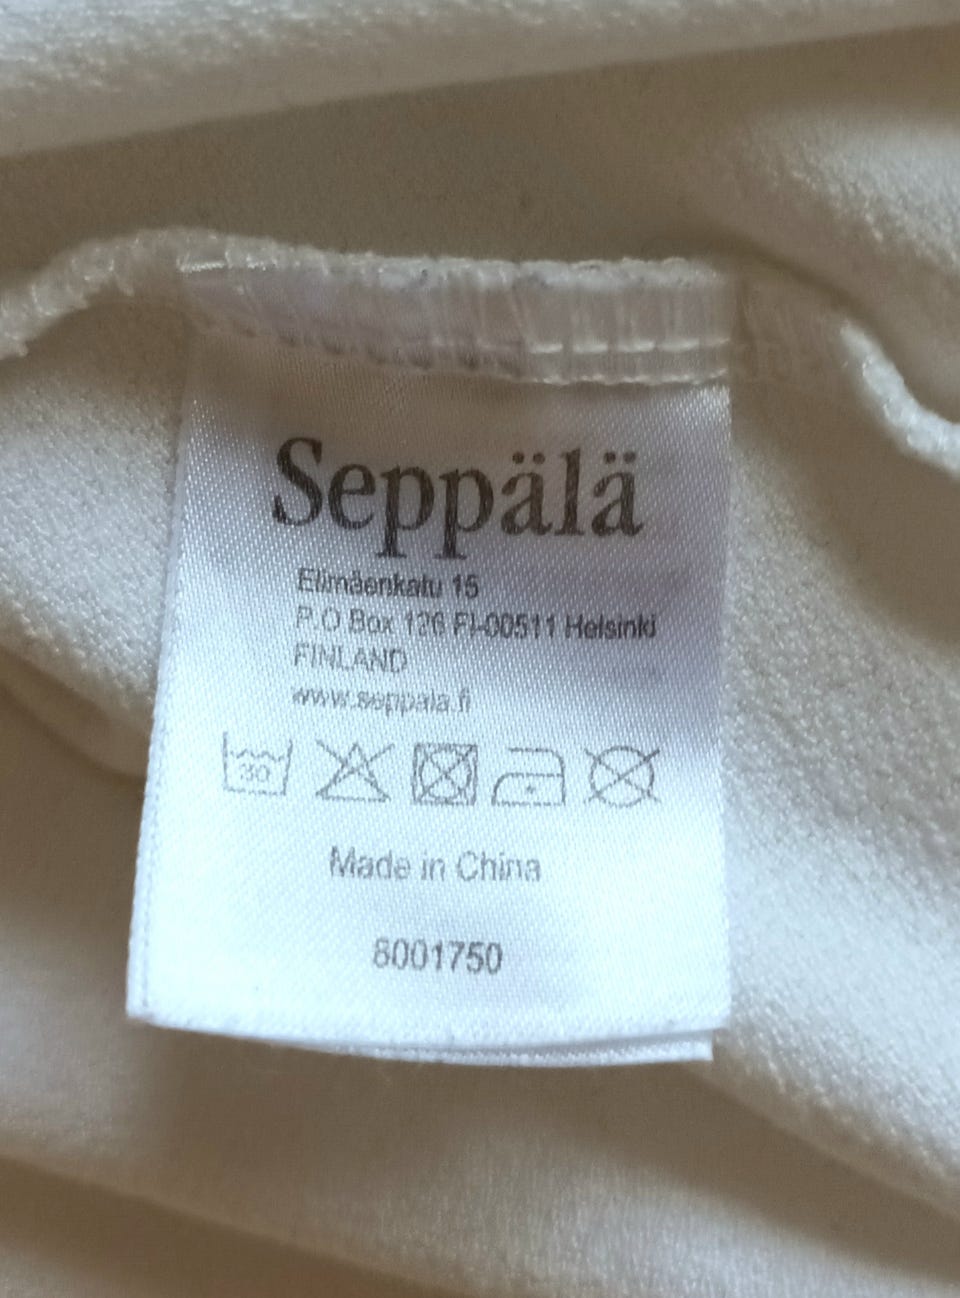 Seppälä
Elimäenkatu 15
P.O Box 126 FI-00511 Helsinki
FINLAND
www.seppala.fi
30
Made in China
8001750